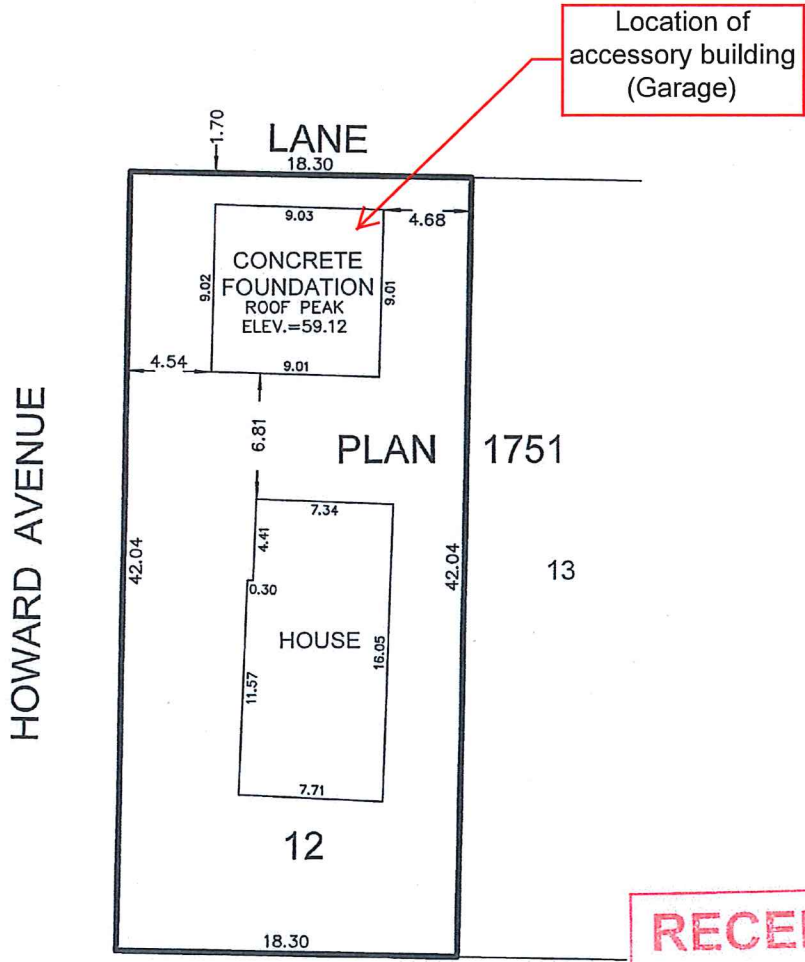 Location of
accessory building
(Garage)
1.70
LANE
18.30
9.03
4.68
CONCRETE
FOUNDATION
ROOF PEAK
ELEV.=59.12
9.02
9.01
4.54
9.01
HOWARD AVENUE
6.81
PLAN 1751
7.34
4.41
42.04
42.04
13
0.30
HOUSE
16.05
11.57
7.71
12
18.30